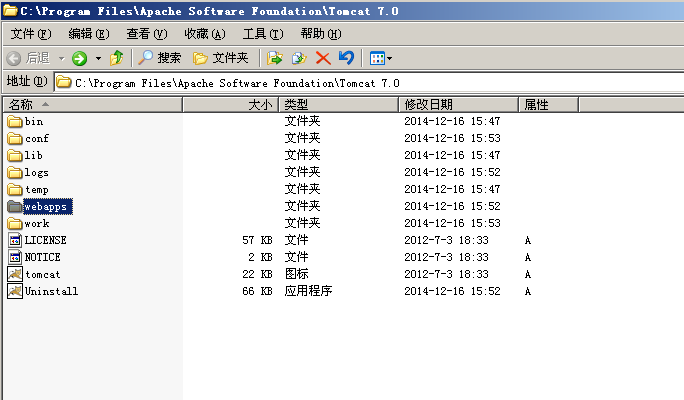 C:\Program Files\Apache Software Foundation\Tomcat 7.0
文件(F) 编辑(E) 查看(V) 收藏(A) 工具(T) 帮助(H)
后退 搜索 文件夹
地址(D) C:\Program Files\Apache Software Foundation\Tomcat 7.0
名称 大小 类型 修改日期 属性
bin 文件夹 2014-12-16 15:47
conf 文件夹 2014-12-16 15:53
lib 文件夹 2014-12-16 15:47
logs 文件夹 2014-12-16 15:52
temp 文件夹 2014-12-16 15:47
webapps 文件夹 2014-12-16 15:52
work 文件夹 2014-12-16 15:53
LICENSE 57 KB 文件 2012-7-3 18:33 A
NOTICE 2 KB 文件 2012-7-3 18:33 A
tomcat 22 KB 图标 2012-7-3 18:33 A
Uninstall 66 KB 应用程序 2014-12-16 15:52 A